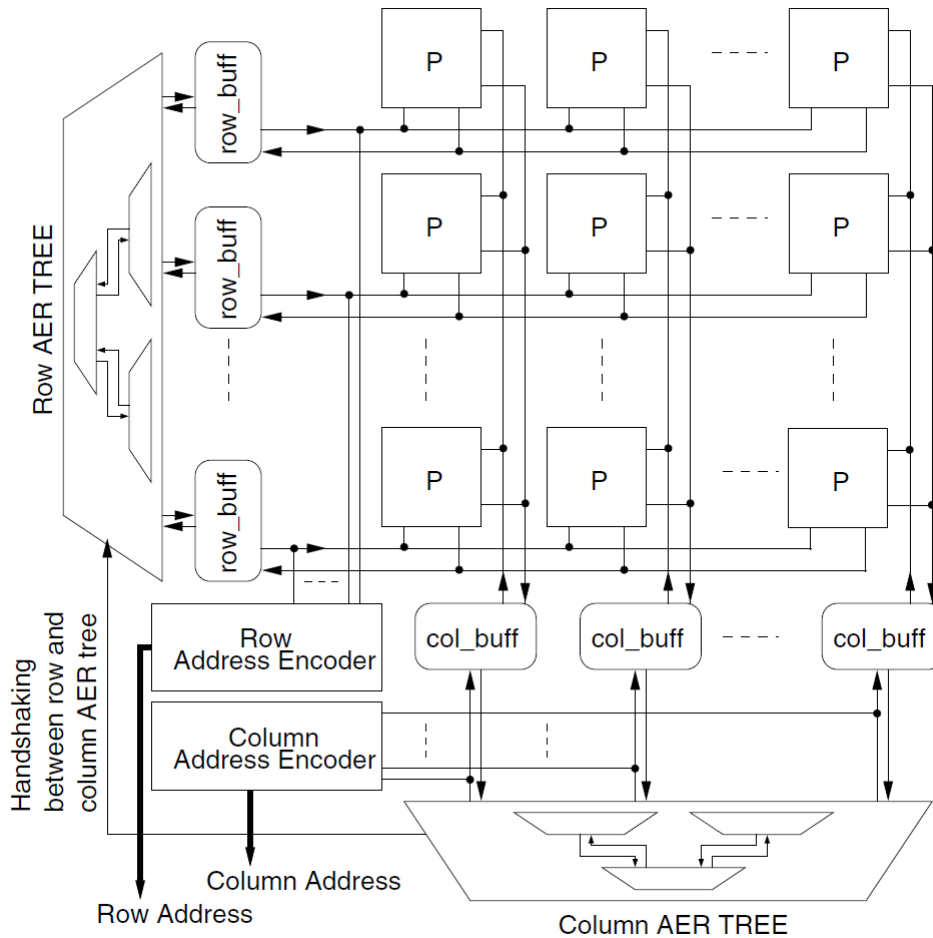 P
P
P
row_buff
P
P
P
row_buff
Row AER TREE
P
P
P
row_buff
Handshaking
between row and
column AER tree
Row
Address Encoder
col_buff
col_buff
col_buff
Column
Address Encoder
Column Address
Row Address
Column AER TREE